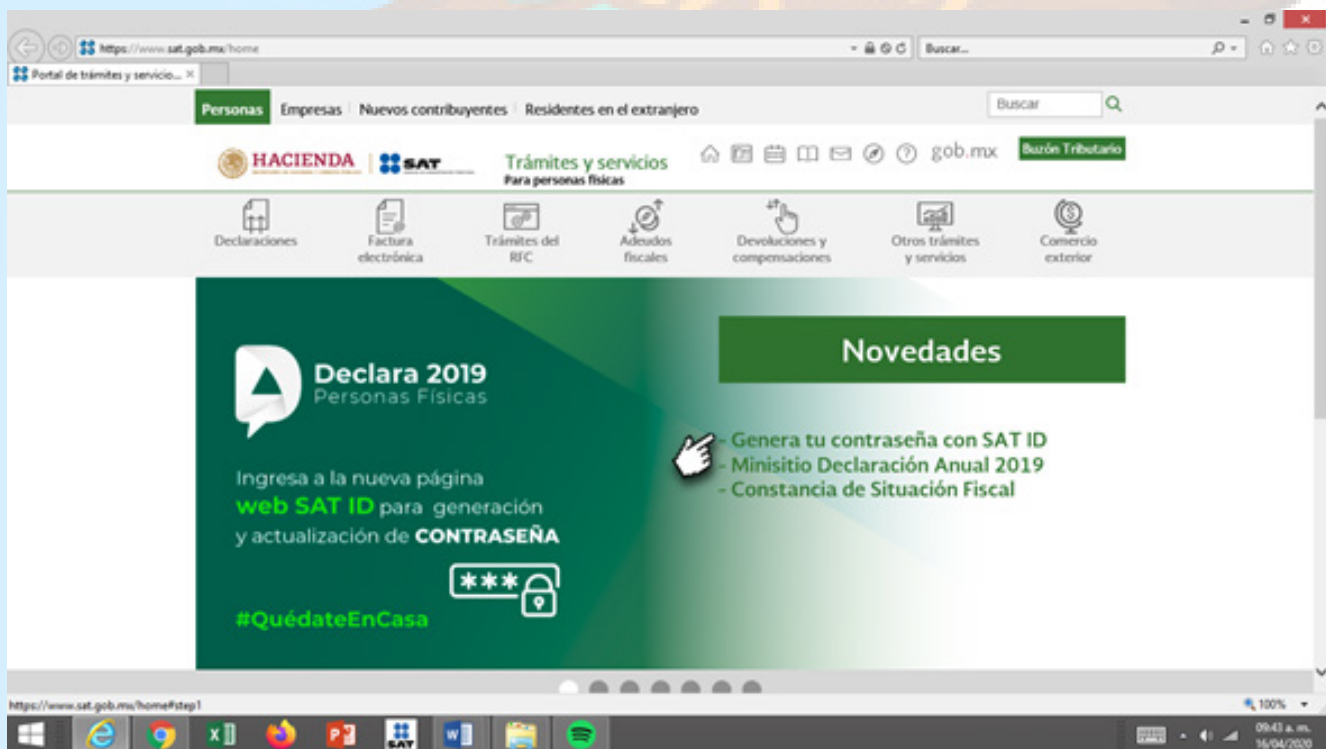 https://www.sat.gob.mx/home
Buscar...
Portal de trámites y servicio...
Personas
Empresas
Nuevos contribuyentes
Residentes en el extranjero
Buscar
HACIENDA
SAT
Trámites y servicios
Para personas físicas
gob.mx
Buzón Tributario
Declaraciones
Factura
electrónica
Trámites del
RFC
Adeudos
fiscales
Devoluciones y
compensaciones
Otros trámites
y servicios
Comercio
exterior
Declara 2019
Personas Físicas
Ingresa a la nueva página
web SAT ID para generación
y actualización de CONTRASEÑA
***
#QuédateEnCasa
Novedades
- Genera tu contraseña con SAT ID
- Minisitio Declaración Anual 2019
- Constancia de Situación Fiscal
https://www.sat.gob.mx/home#step1
100%
SAT
09:43 a. m.
16/04/2020